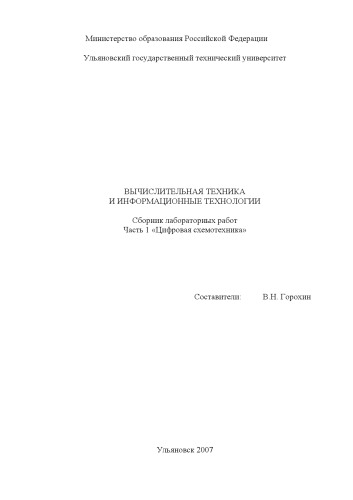 Министерство образования Российской Федерации
Ульяновский государственный технический университет
ВЫЧИСЛИТЕЛЬНАЯ ТЕХНИКА
И ИНФОРМАЦИОННЫЕ ТЕХНОЛОГИИ
Сборник лабораторных работ
Часть 1 «Цифровая схемотехника»
Составители: В.Н. Горохин
Ульяновск 2007